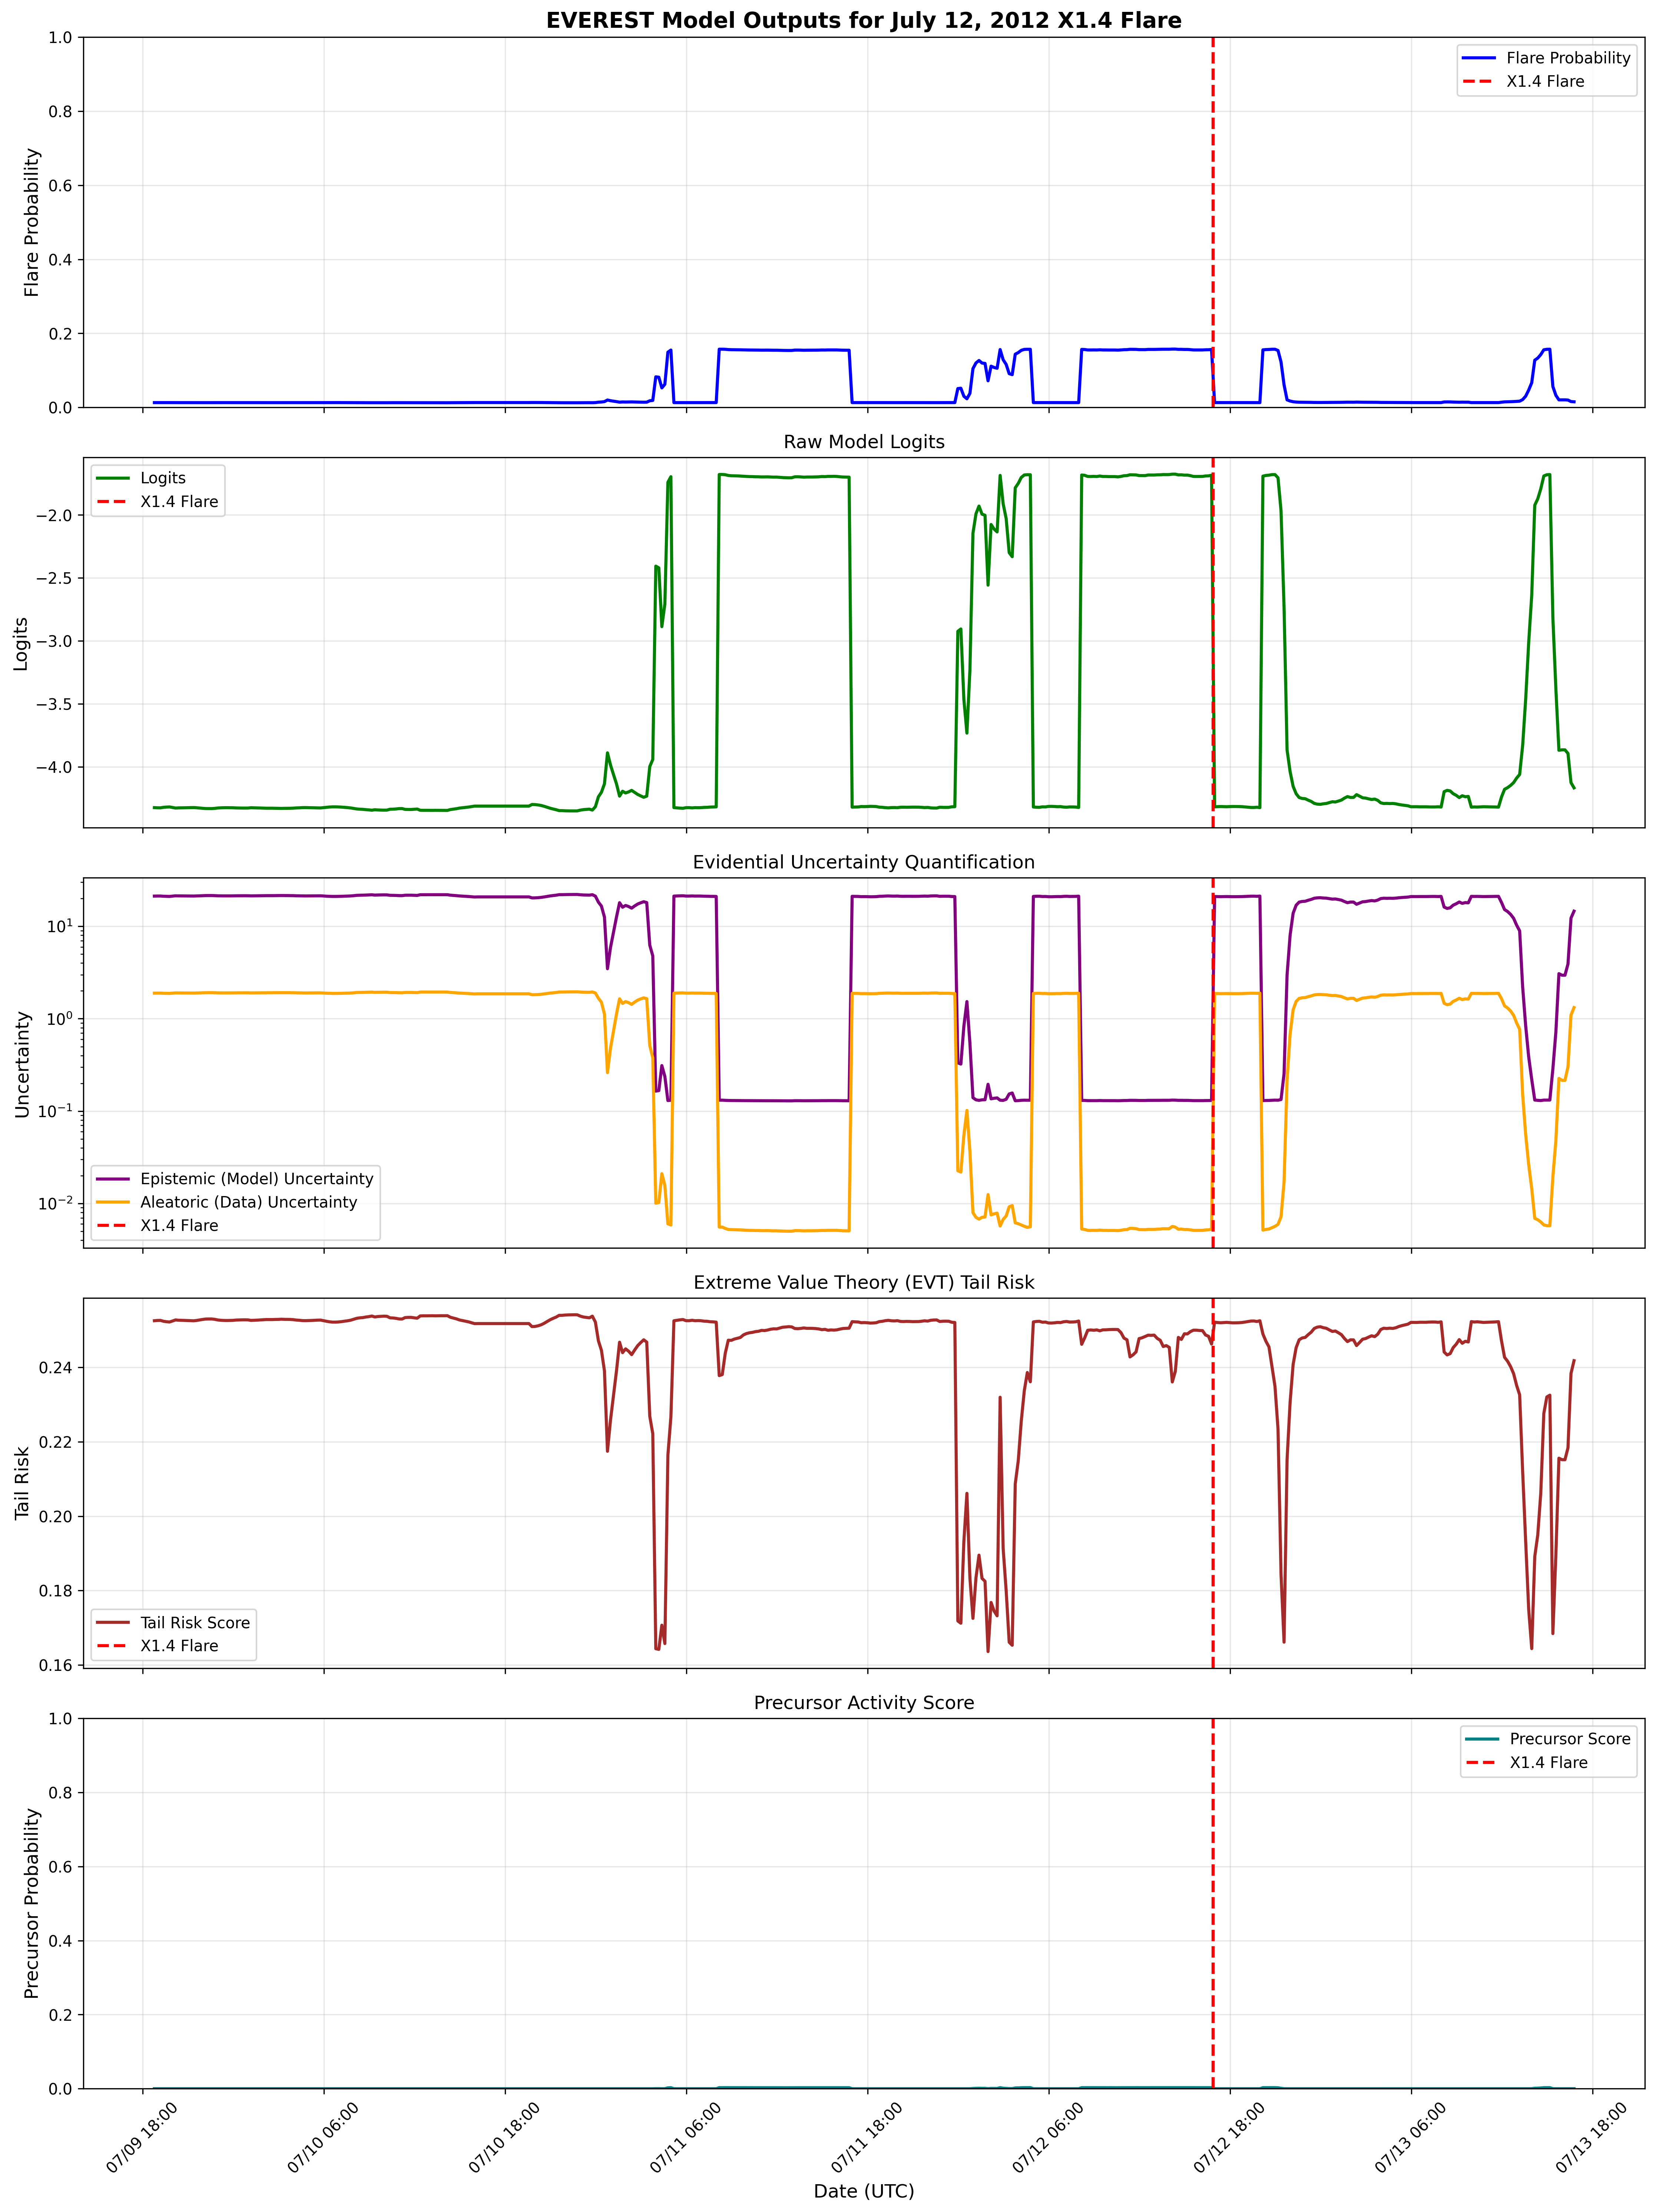 EVEREST Model Outputs for July 12, 2012 X1.4 Flare
Flare Probability
1.0
0.8
0.6
0.4
0.2
0.0
Flare Probability
X1.4 Flare
Raw Model Logits
Logits
−2.0
−2.5
−3.0
−3.5
−4.0
Logits
X1.4 Flare
Evidential Uncertainty Quantification
Uncertainty
10¹
10⁰
10⁻¹
10⁻²
Epistemic (Model) Uncertainty
Aleatoric (Data) Uncertainty
X1.4 Flare
Extreme Value Theory (EVT) Tail Risk
Tail Risk
0.24
0.22
0.20
0.18
0.16
Tail Risk Score
X1.4 Flare
Precursor Activity Score
Precursor Probability
1.0
0.8
0.6
0.4
0.2
0.0
Precursor Score
X1.4 Flare
07/09 18:00
07/10 06:00
07/10 18:00
07/11 06:00
07/11 18:00
07/12 06:00
07/12 18:00
07/13 06:00
07/13 18:00
Date (UTC)